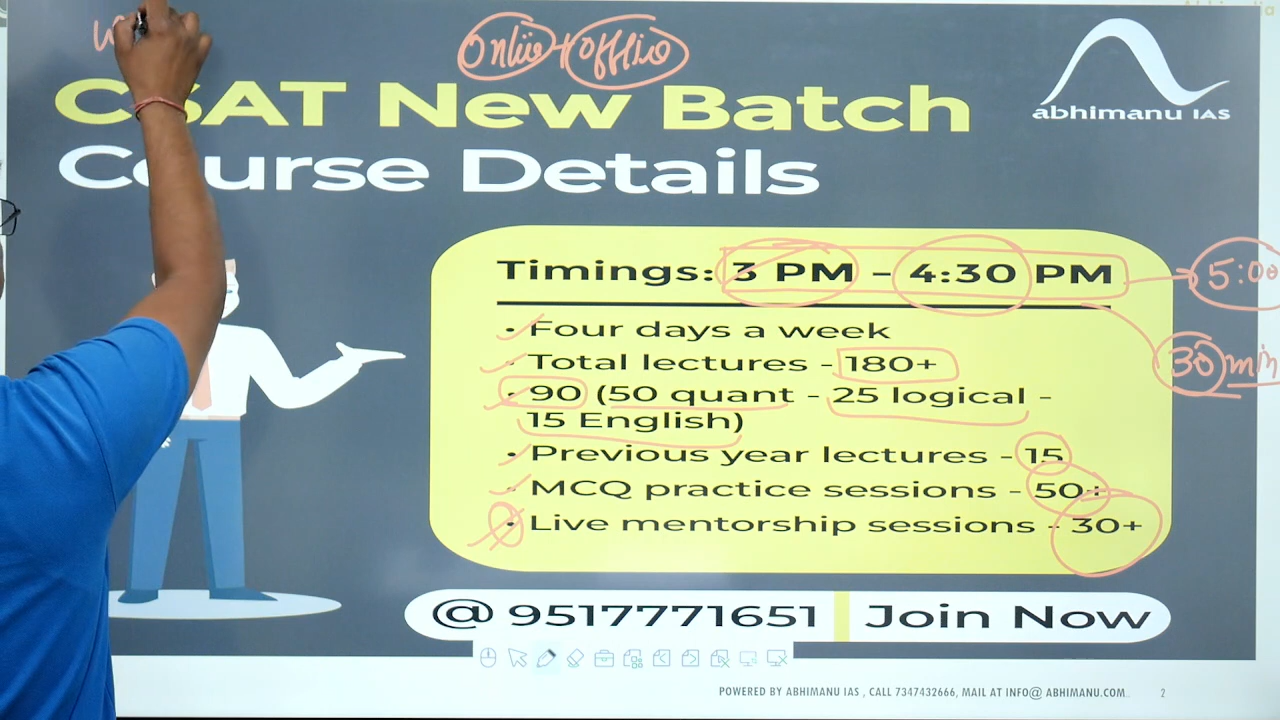 Online + Offline
CSAT New Batch
Course Details
abhimanu IAS
Timings: 3 PM - 4:30 PM
5:00
30 min
• Four days a week
• Total lectures - 180+
• 90 (50 quant - 25 logical -
15 English)
• Previous year lectures - 15
• MCQ practice sessions - 50+
• Live mentorship sessions - 30+
@ 9517771651 Join Now
POWERED BY ABHIMANU IAS , CALL 7347432666, MAIL AT INFO@ ABHIMANU.COM
2